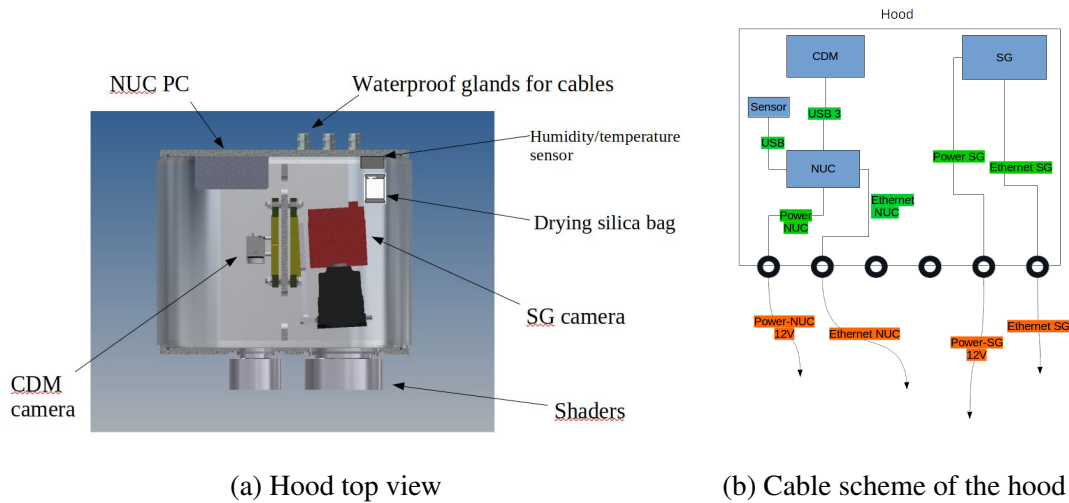 NUC PC
Waterproof glands for cables
Humidity/temperature
sensor
Drying silica bag
SG camera
CDM
camera
Shaders
(a) Hood top view
Hood
CDM
SG
Sensor
USB 3
USB
NUC
Power SG
Ethernet SG
Ethernet
NUC
Power
NUC
Power-NUC
12V
Ethernet NUC
Power-SG
12V
Ethernet SG
(b) Cable scheme of the hood